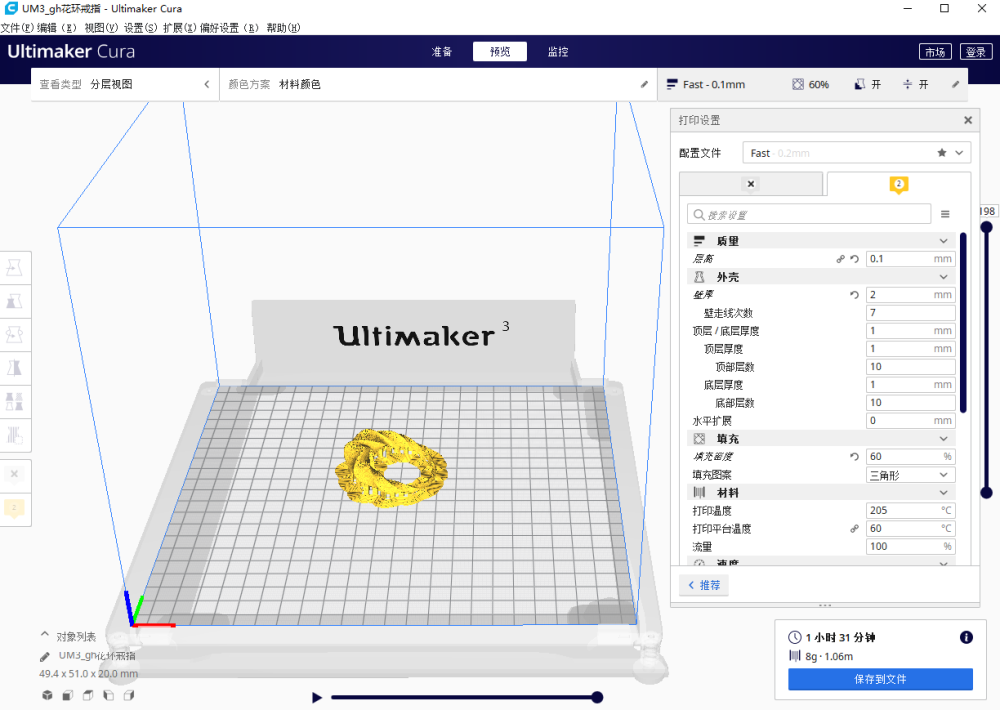 UM3_gh花环戒指 - Ultimaker Cura
文件(F) 编辑 (E) 视图(V) 设置(S) 扩展(X) 偏好设置 (R) 帮助(H)
Ultimaker Cura 准备 预览 监控 市场 登录
查看类型 分层视图 颜色方案 材料颜色 Fast - 0.1mm 60% 开 开
打印设置
配置文件 Fast - 0.2mm
2
搜索设置
198
质量
层高 0.1 mm
外壳
壁厚 2 mm
壁走线次数 7
顶层 / 底层厚度 1 mm
顶层厚度 1 mm
顶部层数 10
底层厚度 1 mm
底部层数 10
水平扩展 0 mm
填充
填充密度 60 %
填充图案 三角形
材料
打印温度 205 °C
打印平台温度 60 °C
流量 100 %
速度
推荐
Ultimaker 3
2
对象列表
UM3_gh花环戒指
49.4 x 51.0 x 20.0 mm
1 小时 31 分钟
8g · 1.06m
保存到文件